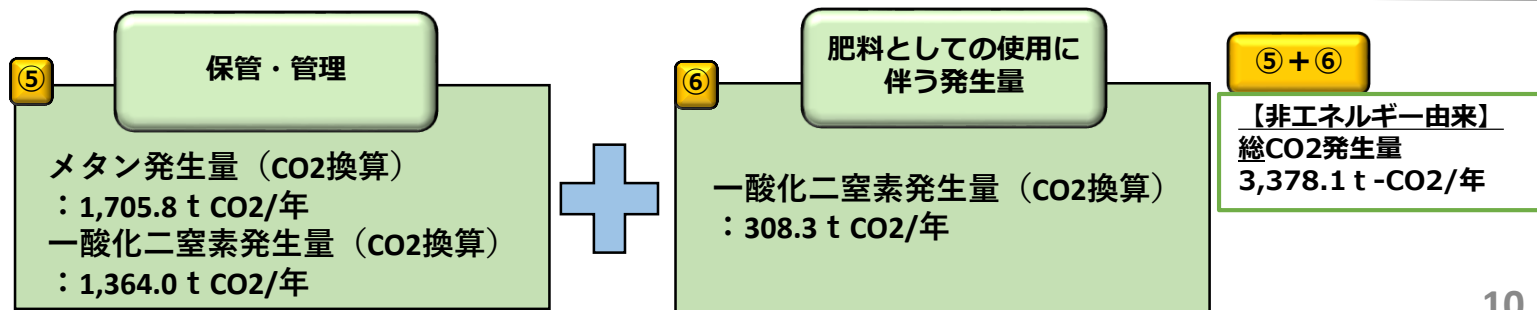 ⑤
保管・管理
メタン発生量（CO2換算）
：1,705.8 t CO2/年
一酸化二窒素発生量（CO2換算）
：1,364.0 t CO2/年
⑥
肥料としての使用に
伴う発生量
一酸化二窒素発生量（CO2換算）
：308.3 t CO2/年
⑤＋⑥
【非エネルギー由来】
総CO2発生量
3,378.1ｔ-CO2/年
10